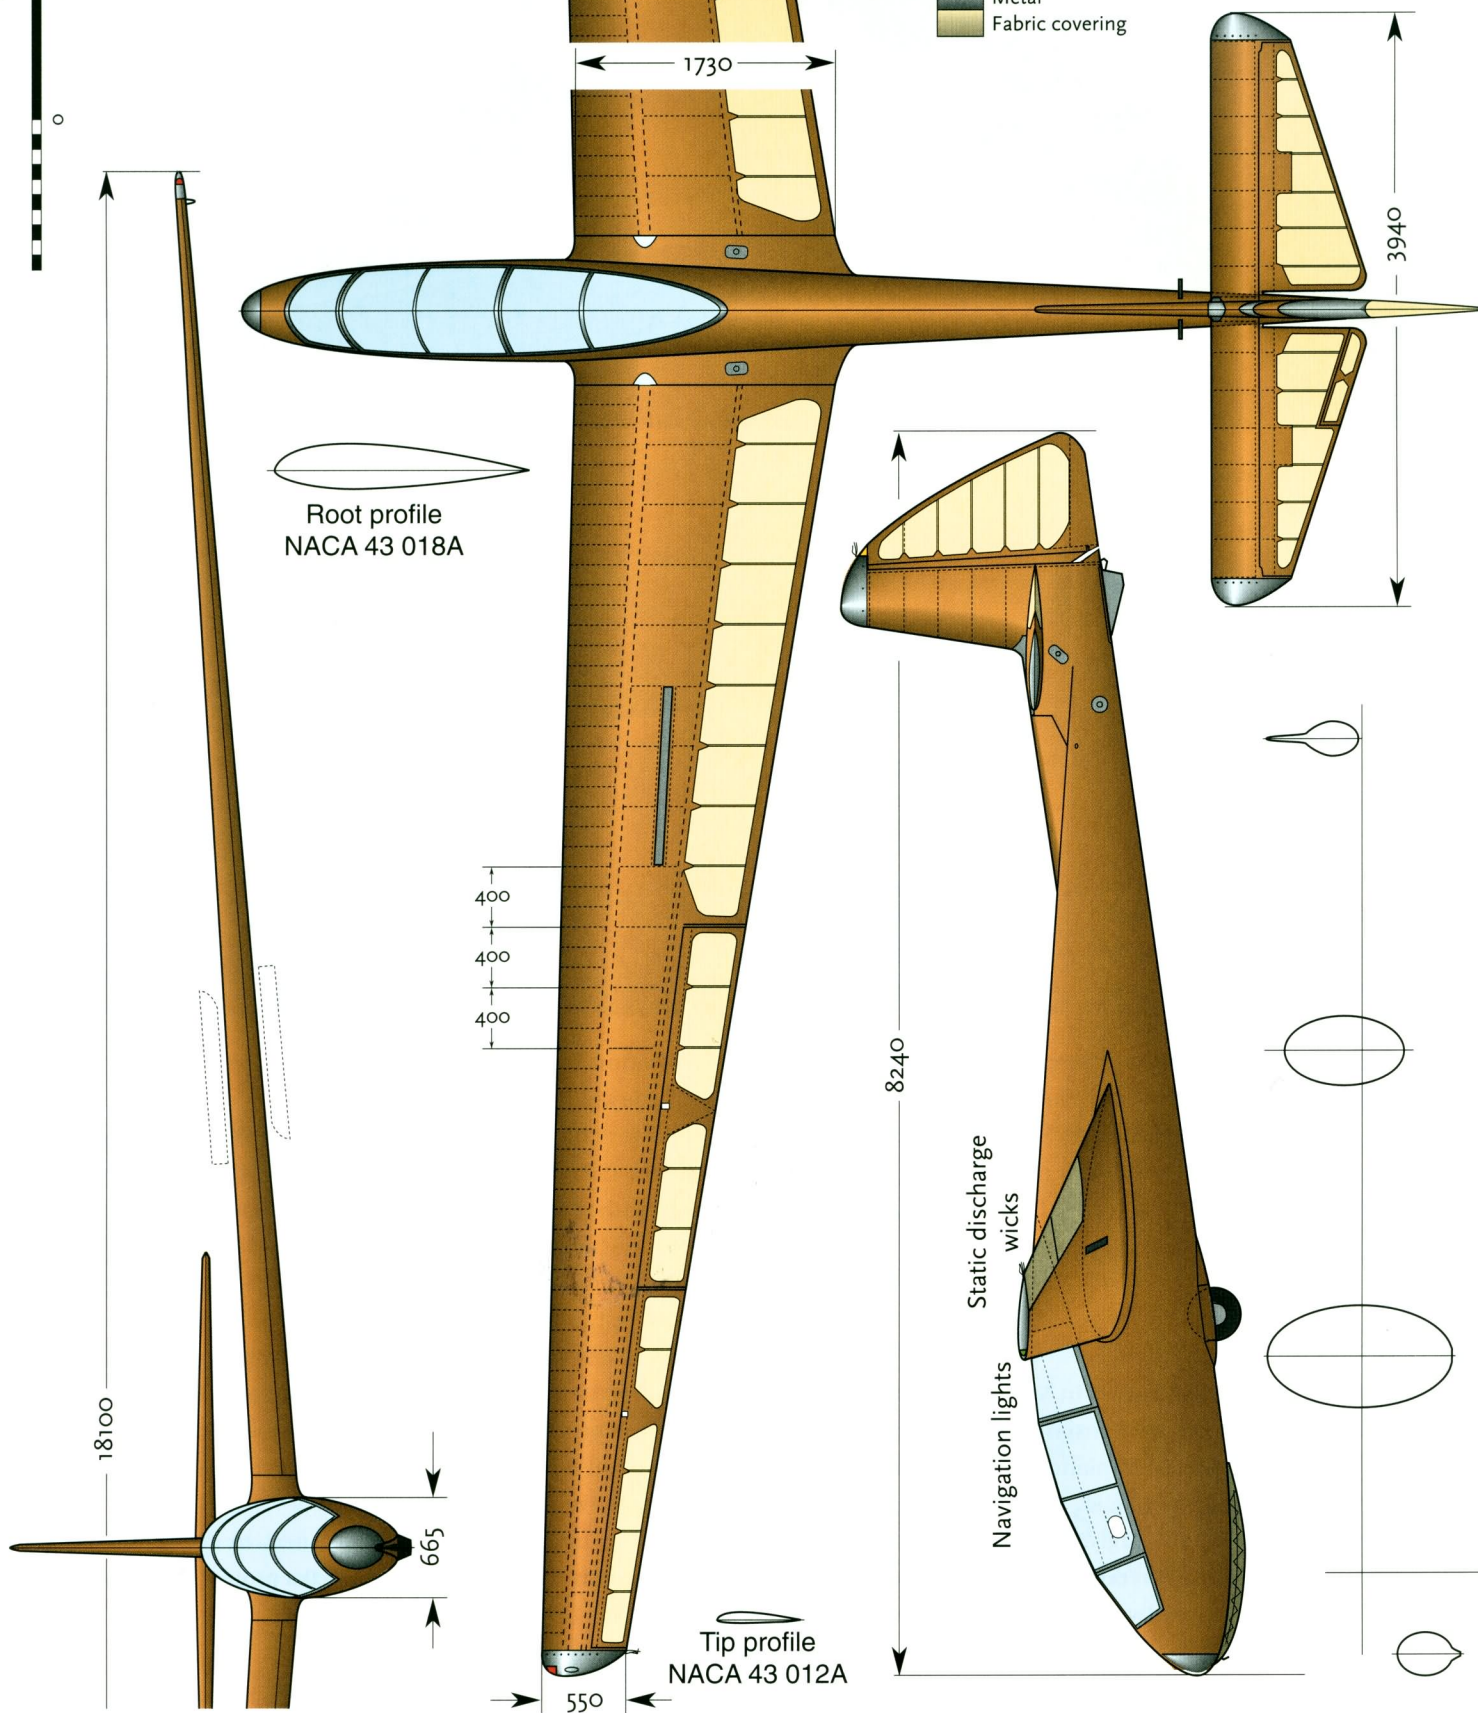 Fabric covering
1730
0
3940
Root profile
NACA 43 018A
400
400
400
8240
Static discharge
wicks
Navigation lights
18100
665
Tip profile
NACA 43 012A
550